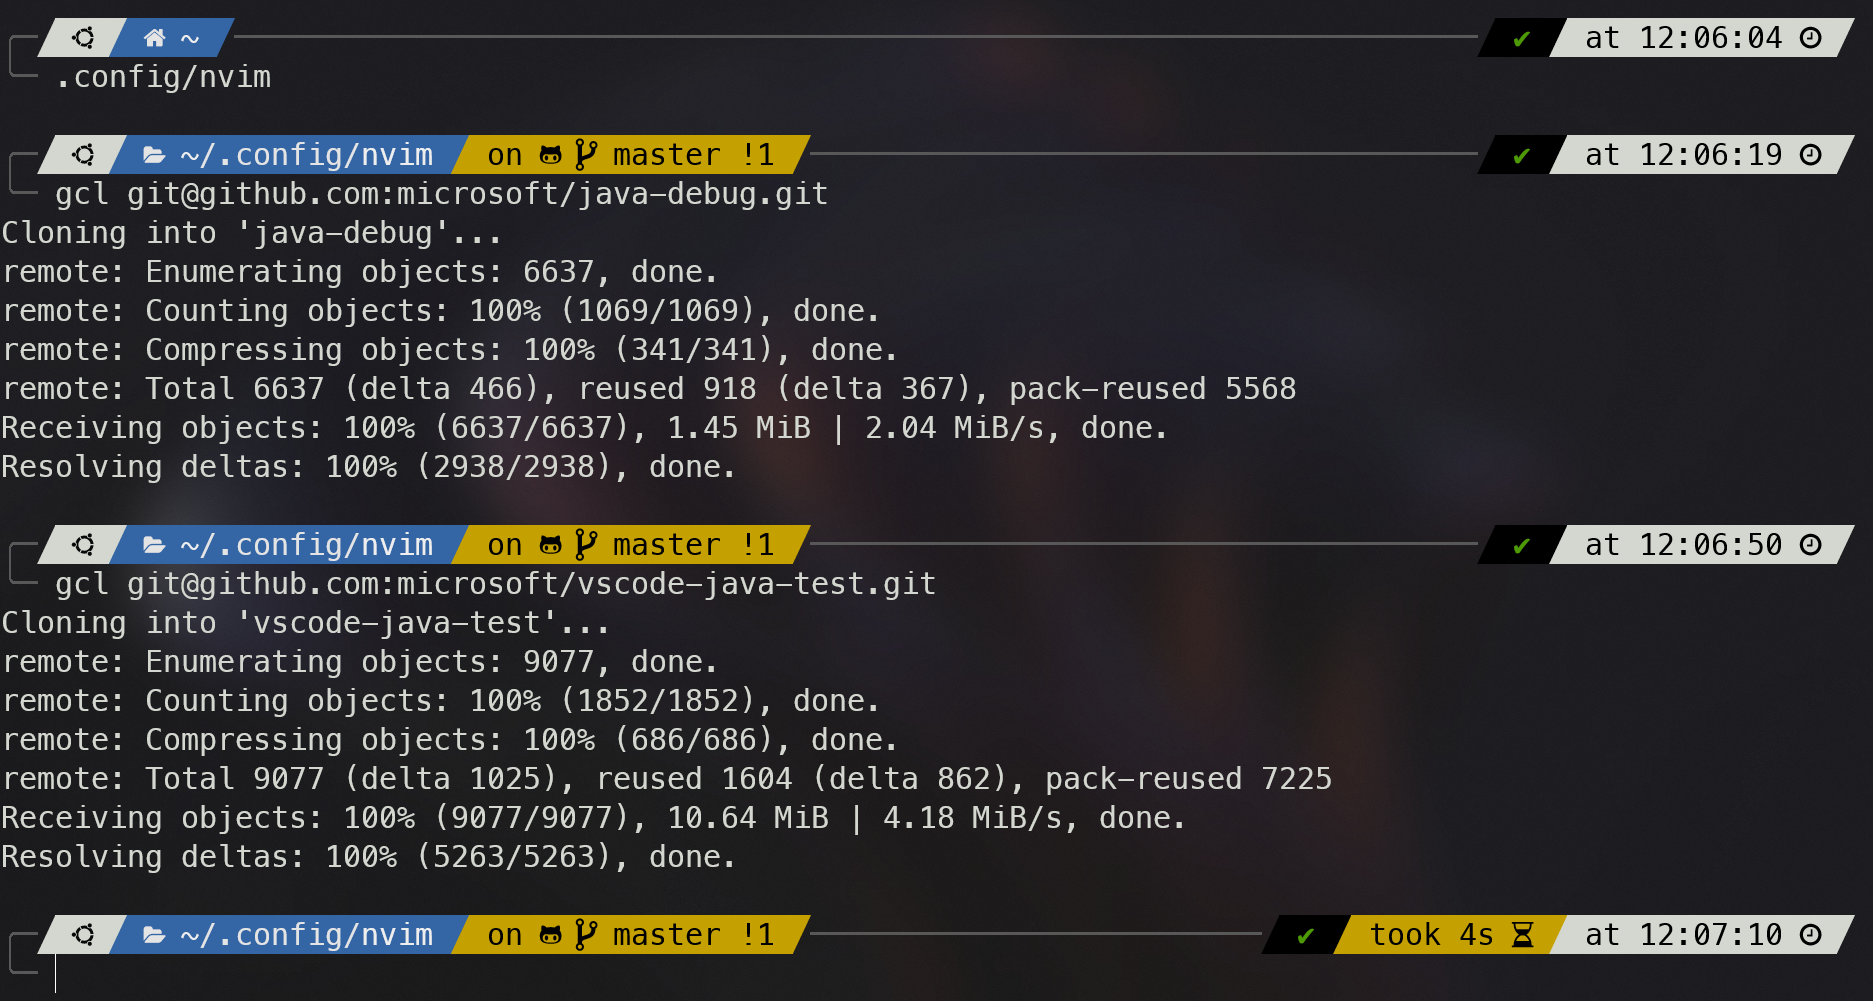 ~ ✔ at 12:06:04
.config/nvim
~/.config/nvim on master !1 ✔ at 12:06:19
gcl git@github.com:microsoft/java-debug.git
Cloning into 'java-debug'...
remote: Enumerating objects: 6637, done.
remote: Counting objects: 100% (1069/1069), done.
remote: Compressing objects: 100% (341/341), done.
remote: Total 6637 (delta 466), reused 918 (delta 367), pack-reused 5568
Receiving objects: 100% (6637/6637), 1.45 MiB | 2.04 MiB/s, done.
Resolving deltas: 100% (2938/2938), done.
~/.config/nvim on master !1 ✔ at 12:06:50
gcl git@github.com:microsoft/vscode-java-test.git
Cloning into 'vscode-java-test'...
remote: Enumerating objects: 9077, done.
remote: Counting objects: 100% (1852/1852), done.
remote: Compressing objects: 100% (686/686), done.
remote: Total 9077 (delta 1025), reused 1604 (delta 862), pack-reused 7225
Receiving objects: 100% (9077/9077), 10.64 MiB | 4.18 MiB/s, done.
Resolving deltas: 100% (5263/5263), done.
~/.config/nvim on master !1 ✔ took 4s at 12:07:10